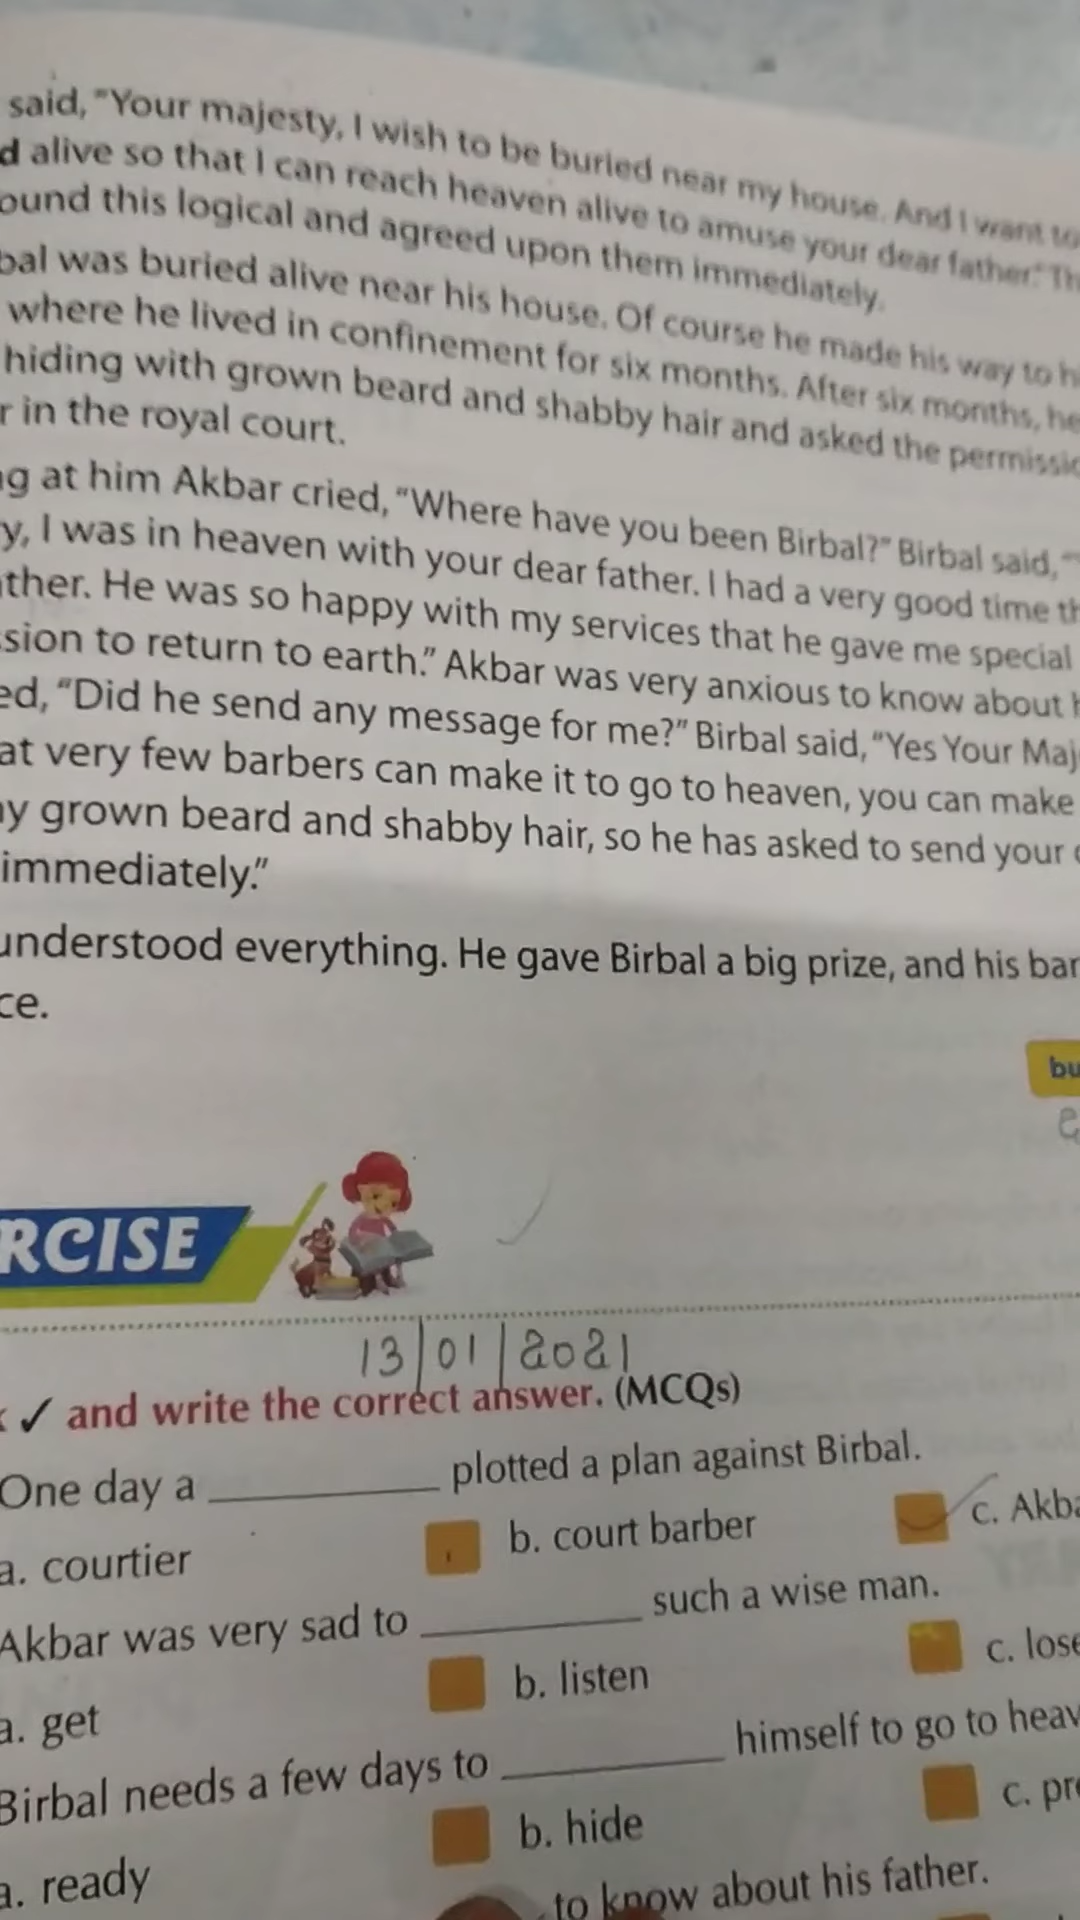 said, "Your majesty, I wish to be buried near my house. And I want to
d alive so that I can reach heaven alive to amuse your dear father." Th
ound this logical and agreed upon them immediately.
bal was buried alive near his house. Of course he made his way to h
where he lived in confinement for six months. After six months, he
hiding with grown beard and shabby hair and asked the permissio
r in the royal court.
ng at him Akbar cried, "Where have you been Birbal?" Birbal said, "
y, I was in heaven with your dear father. I had a very good time th
ther. He was so happy with my services that he gave me special
sion to return to earth." Akbar was very anxious to know about h
ed, "Did he send any message for me?" Birbal said, "Yes Your Maj
at very few barbers can make it to go to heaven, you can make
y grown beard and shabby hair, so he has asked to send your
immediately."
understood everything. He gave Birbal a big prize, and his bar
ce.
bu
RCISE
13/01/2021
✓ and write the correct answer. (MCQs)
One day a ________ plotted a plan against Birbal.
a. courtier b. court barber c. Akba
Akbar was very sad to ________ such a wise man.
a. get b. listen c. lose
Birbal needs a few days to ________ himself to go to heav
a. ready b. hide c. pre
to know about his father.